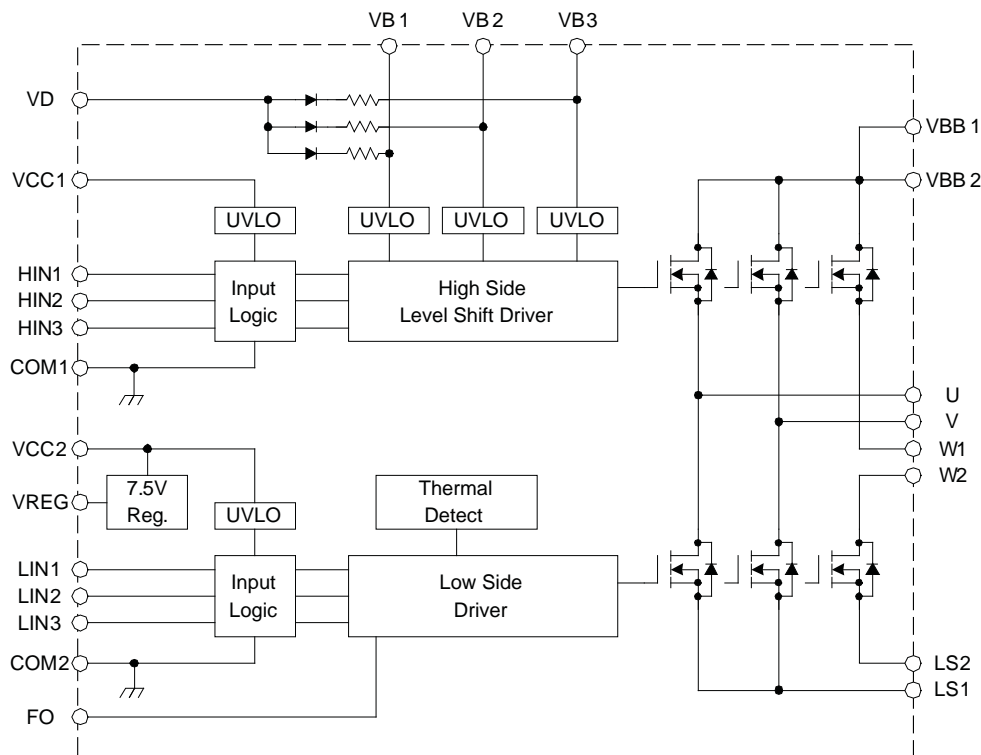 VB1 VB2 VB3
VD
VBB1
VCC1
VBB2
UVLO UVLO UVLO UVLO
HIN1
HIN2
HIN3
Input
Logic
High Side
Level Shift Driver
COM1
U
V
W1
W2
VCC2
VREG
7.5V
Reg.
UVLO
Thermal
Detect
LIN1
LIN2
LIN3
Input
Logic
Low Side
Driver
COM2
LS2
LS1
FO